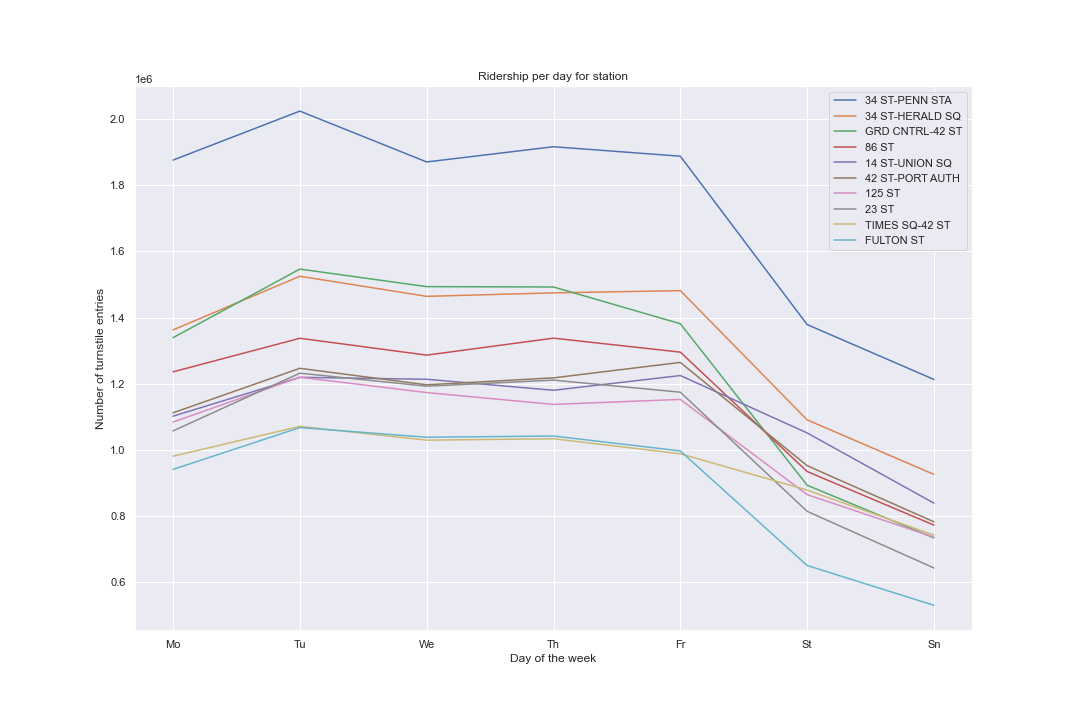 Ridership per day for station
1e6
2.0
1.8
1.6
1.4
1.2
1.0
0.8
0.6
Number of turnstile entries
34 ST-PENN STA
34 ST-HERALD SQ
GRD CNTRL-42 ST
86 ST
14 ST-UNION SQ
42 ST-PORT AUTH
125 ST
23 ST
TIMES SQ-42 ST
FULTON ST
Mo Tu We Th Fr St Sn
Day of the week